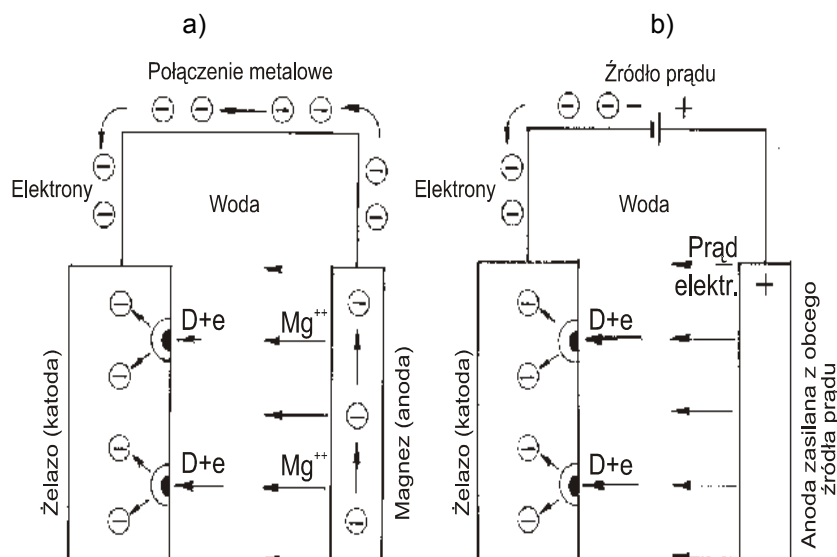 a)
Połączenie metalowe
Elektrony
Woda
D+e
Mg⁺⁺
D+e
Mg⁺⁺
Żelazo (katoda)
Magnez (anoda)
b)
Źródło prądu
− +
Elektrony
Woda
Prąd
elektr.
+
D+e
D+e
Żelazo (katoda)
Anoda zasilana z obcego
źródła prądu